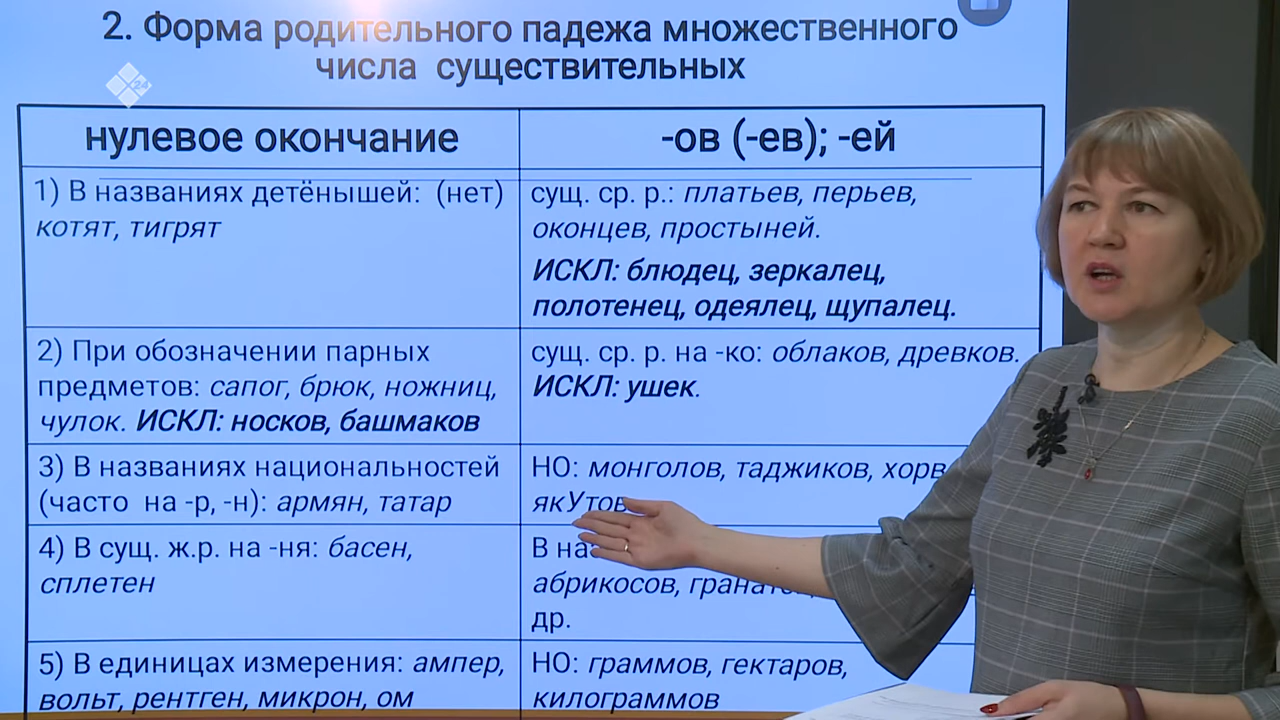 2. Форма родительного падежа множественного
числа существительных
24
нулевое окончание
-ов (-ев); -ей
1) В названиях детёнышей: (нет)
котят, тигрят
сущ. ср. р.: платьев, перьев,
оконцев, простыней.
ИСКЛ: блюдец, зеркалец,
полотенец, одеялец, щупалец.
2) При обозначении парных
предметов: сапог, брюк, ножниц,
чулок. ИСКЛ: носков, башмаков
сущ. ср. р. на -ко: облаков, древков.
ИСКЛ: ушек.
3) В названиях национальностей
(часто на -р, -н): армян, татар
НО: монголов, таджиков,
якУтов
4) В сущ. ж.р. на -ня: басен,
сплетен
В
абрикосов,
др.
5) В единицах измерения: ампер,
вольт, рентген, микрон, ом
НО: граммов, гектаров,
килограммов